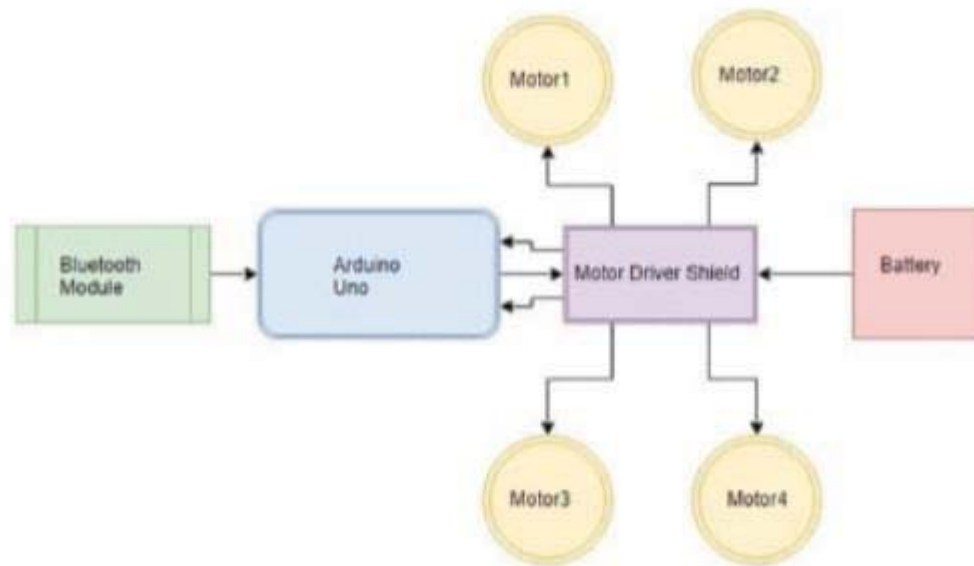 Motor1
Motor2
Bluetooth
Module
Arduino
Uno
Motor Driver Shield
Battery
Motor3
Motor4